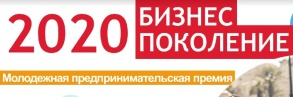 2020
БИЗНЕС
ПОКОЛЕНИЕ
Молодежная предпринимательская премия